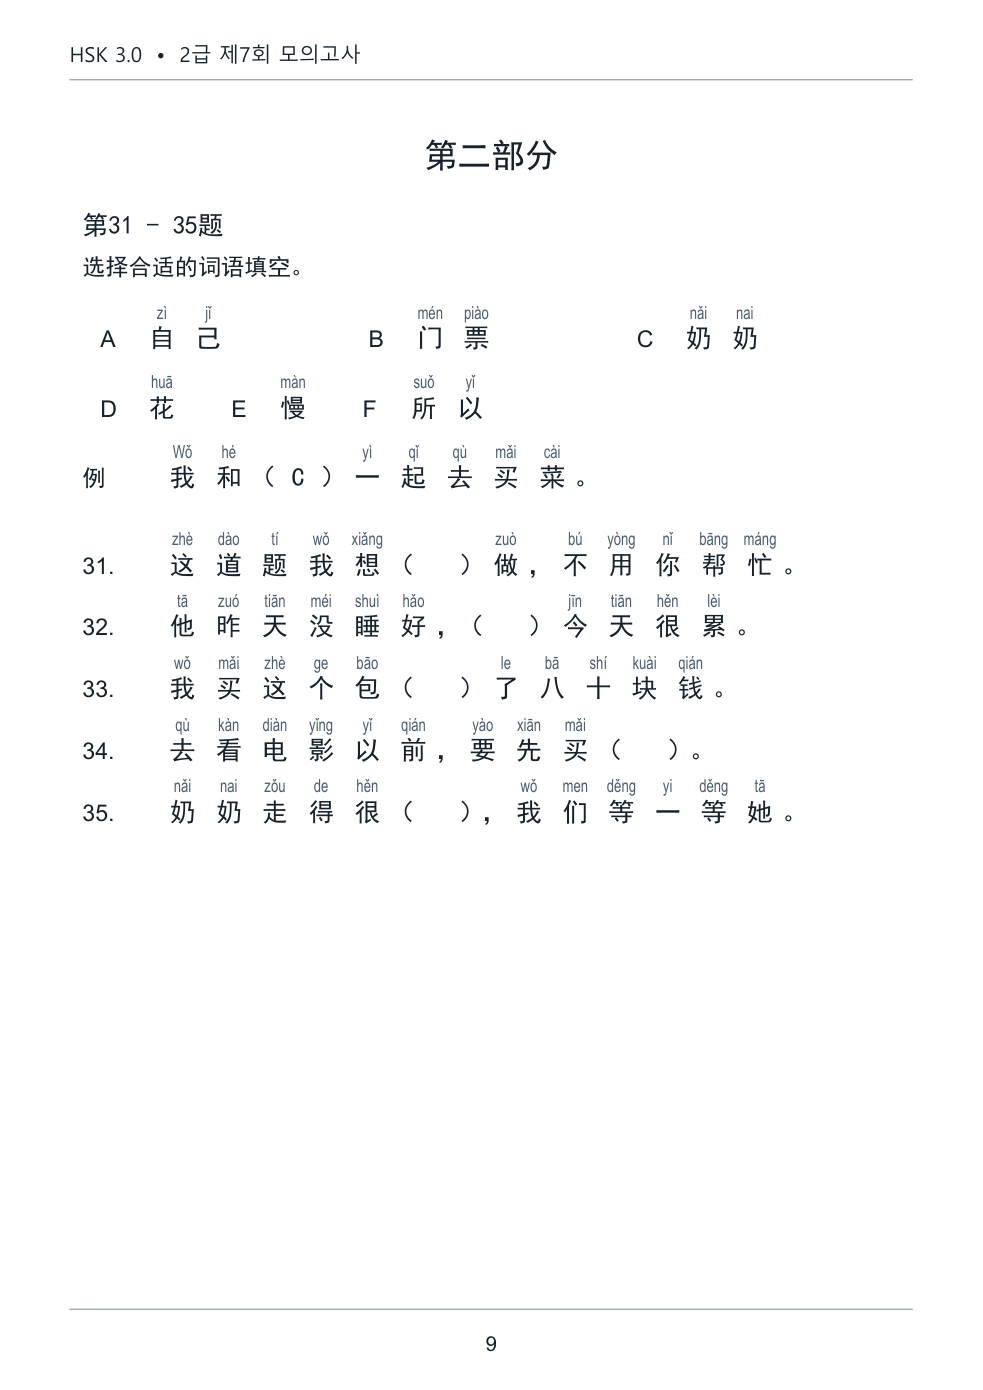 HSK 3.0 • 2급 제7회 모의고사
第二部分
第31 - 35题
选择合适的词语填空。
zì jǐ mén piào nǎi nai
A 自己 B 门票 C 奶奶
huā màn suǒ yǐ
D 花 E 慢 F 所以
Wǒ hé yì qǐ qù mǎi cài
例 我和（ C ）一起去买菜。
zhè dào tí wǒ xiǎng zuò bú yòng nǐ bāng máng
31. 这道题我想（ ）做，不用你帮忙。
tā zuó tiān méi shuì hǎo jīn tiān hěn lèi
32. 他昨天没睡好，（ ）今天很累。
wǒ mǎi zhè ge bāo le bā shí kuài qián
33. 我买这个包（ ）了八十块钱。
qù kàn diàn yǐng yǐ qián yào xiān mǎi
34. 去看电影以前，要先买（ ）。
nǎi nai zǒu de hěn wǒ men děng yi děng tā
35. 奶奶走得很（ ），我们等一等她。
9